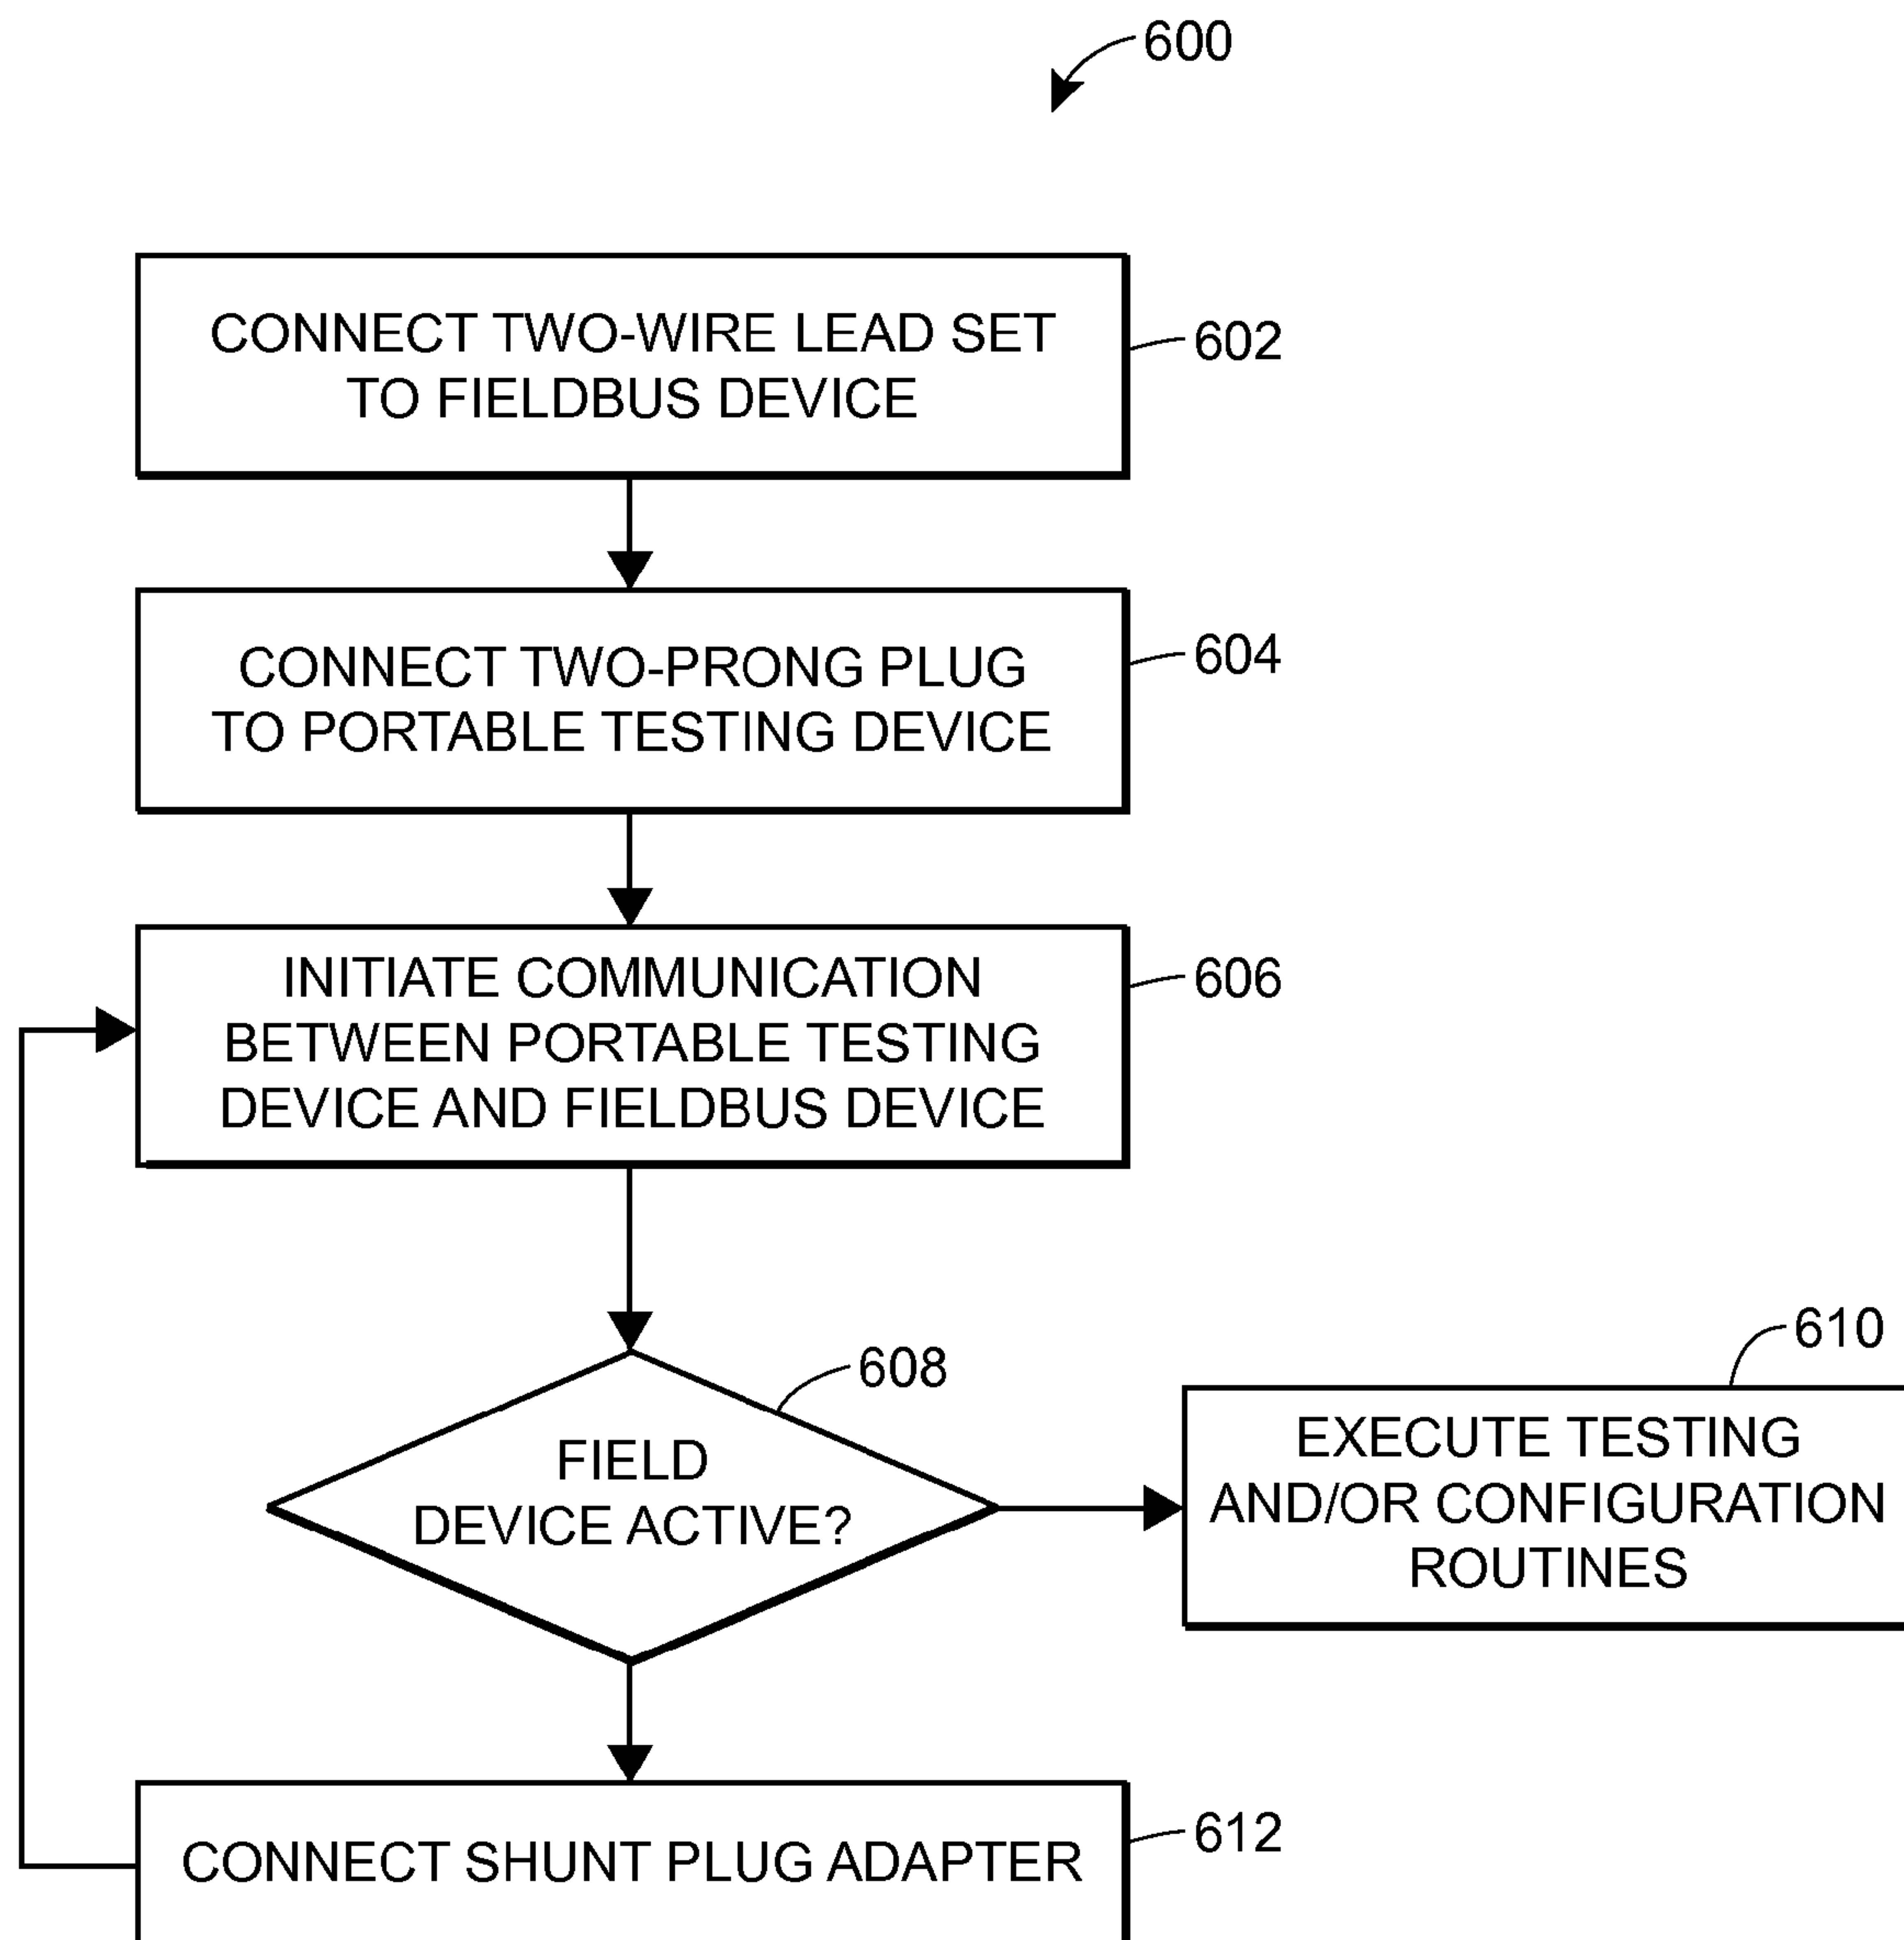 600
CONNECT TWO-WIRE LEAD SET
TO FIELDBUS DEVICE
602
CONNECT TWO-PRONG PLUG
TO PORTABLE TESTING DEVICE
604
INITIATE COMMUNICATION
BETWEEN PORTABLE TESTING
DEVICE AND FIELDBUS DEVICE
606
608
FIELD
DEVICE ACTIVE?
610
EXECUTE TESTING
AND/OR CONFIGURATION
ROUTINES
CONNECT SHUNT PLUG ADAPTER
612